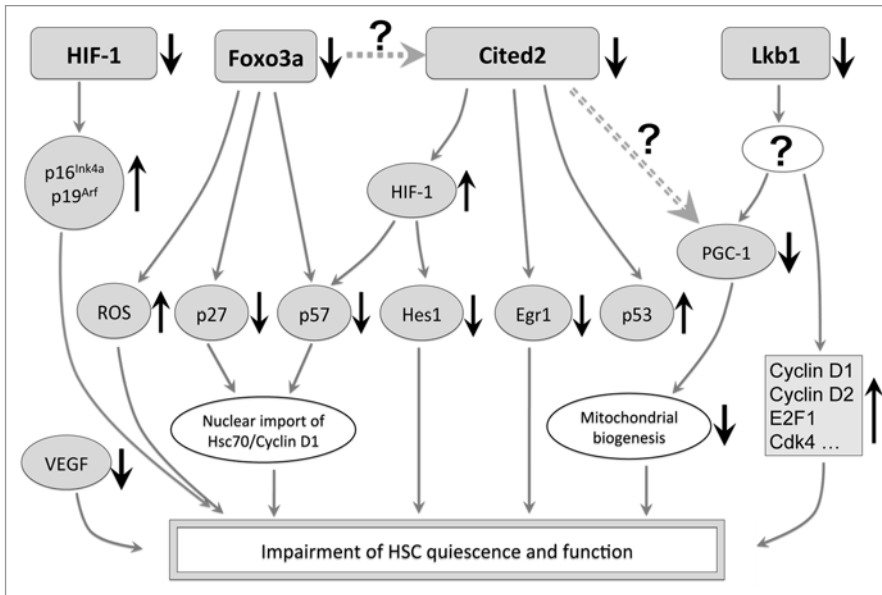 HIF-1
Foxo3a
?
Cited2
Lkb1
p16Ink4a
p19Arf
HIF-1
?
?
PGC-1
ROS
p27
p57
Hes1
Egr1
p53
Nuclear import of
Hsc70/Cyclin D1
Mitochondrial
biogenesis
Cyclin D1
Cyclin D2
E2F1
Cdk4 ...
VEGF
Impairment of HSC quiescence and function